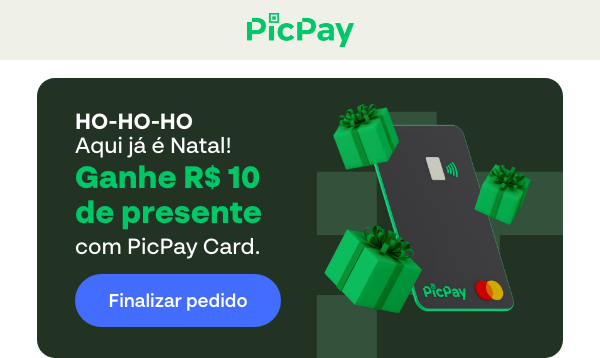 PicPay
HO-HO-HO
Aqui já é Natal!
Ganhe R$ 10
de presente
com PicPay Card.
Finalizar pedido
PicPay